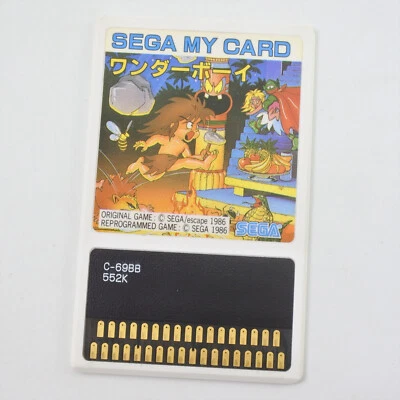 SEGA MY CARD
ワンダーボーイ
ORIGINAL GAME: © SEGA/escape 1986
REPROGRAMMED GAME: © SEGA 1986
SEGA
C-69BB
552K